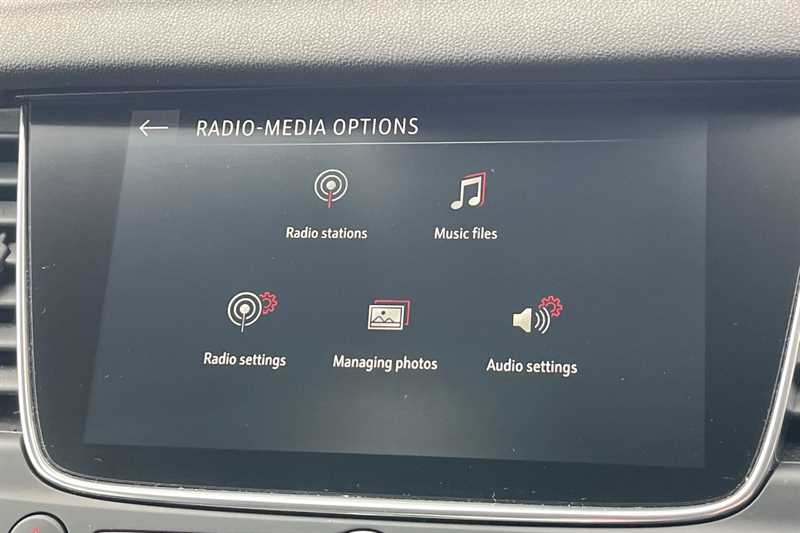 RADIO-MEDIA OPTIONS
Radio stations
Music files
Radio settings
Managing photos
Audio settings